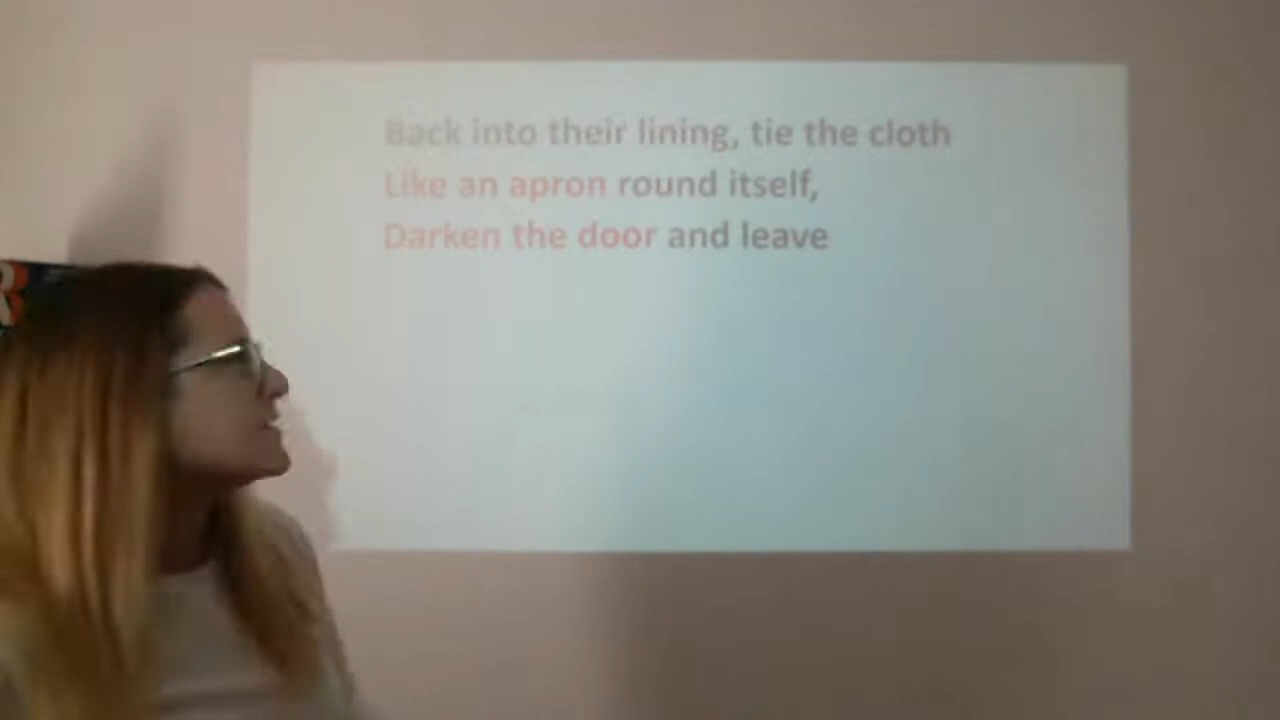 Back into their lining, tie the cloth
Like an apron round itself,
Darken the door and leave